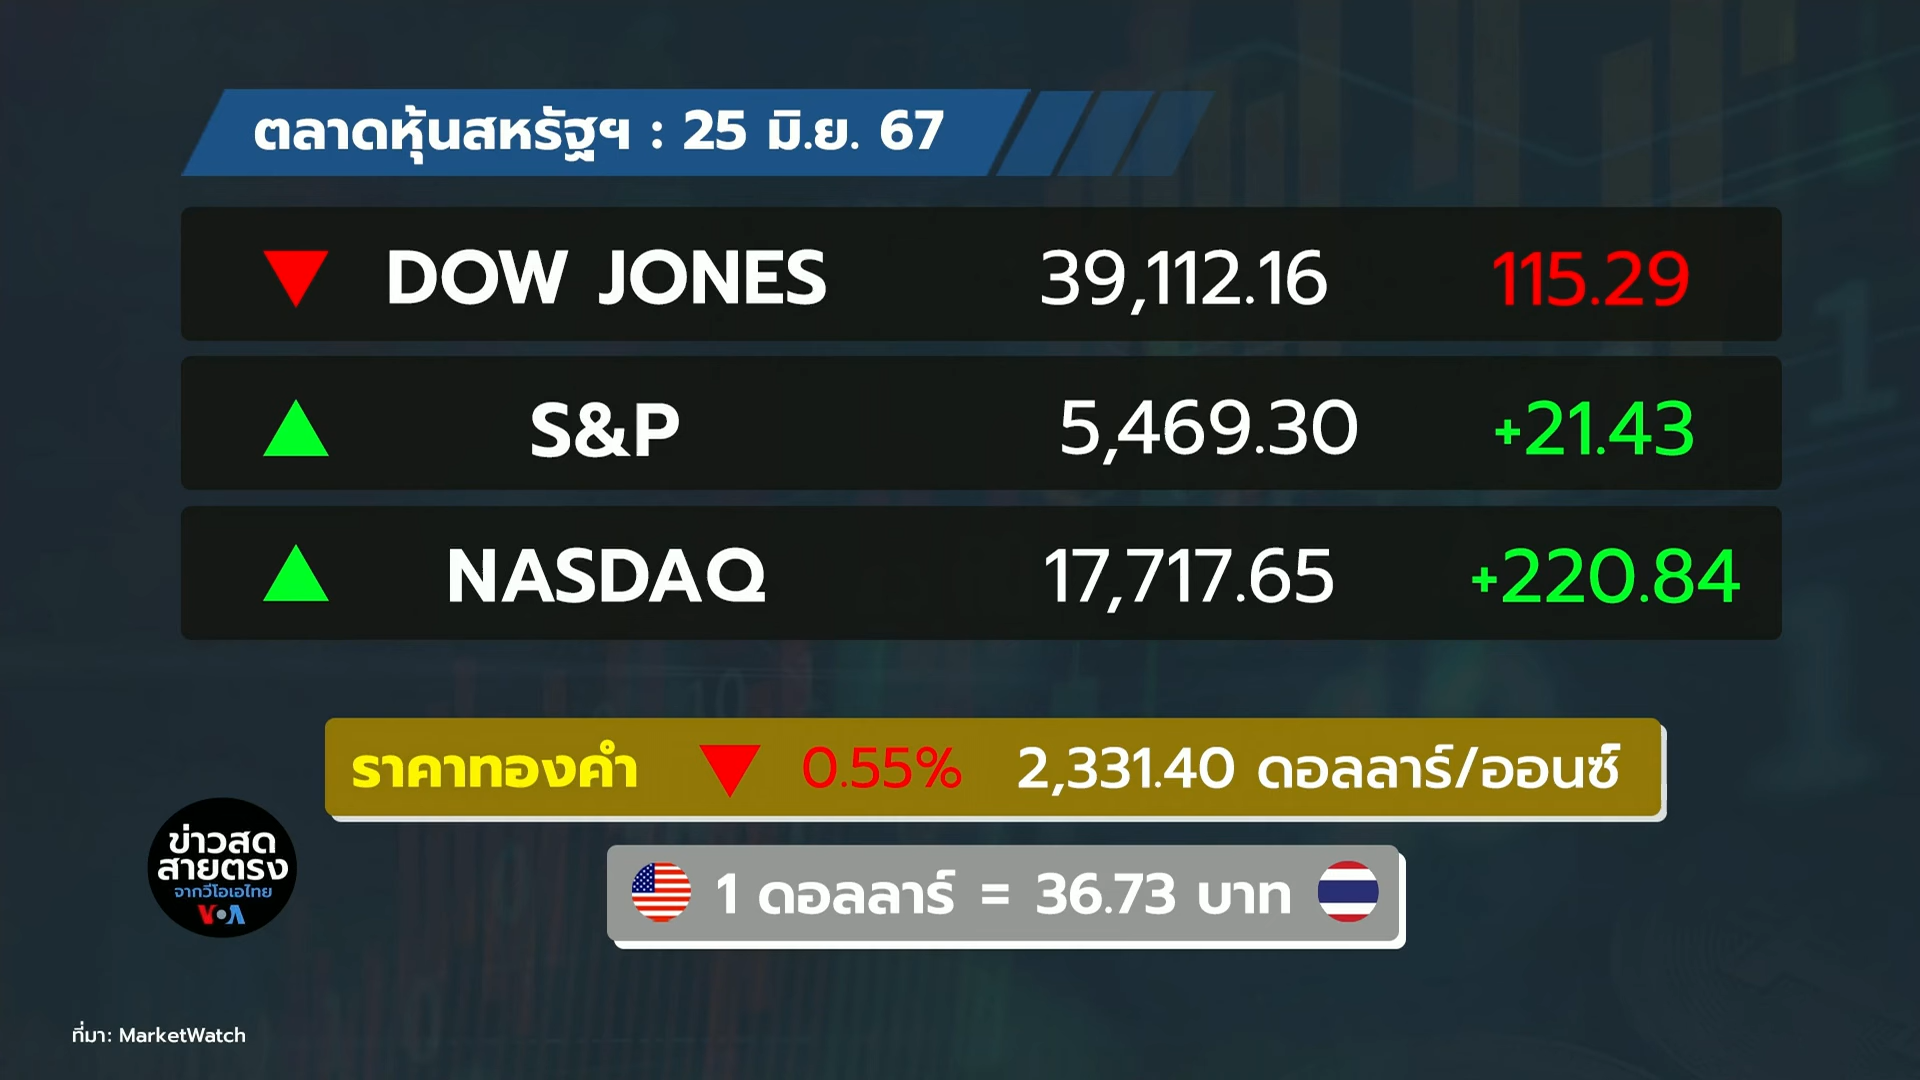 ตลาดหุ้นสหรัฐฯ : 25 มิ.ย. 67
DOW JONES 39,112.16 115.29
S&P 5,469.30 +21.43
NASDAQ 17,717.65 +220.84
ราคาทองคำ 0.55% 2,331.40 ดอลลาร์/ออนซ์
1 ดอลลาร์ = 36.73 บาท
ข่าวสด
สายตรง
จากวีโอเอไทย
VOA
ที่มา: MarketWatch